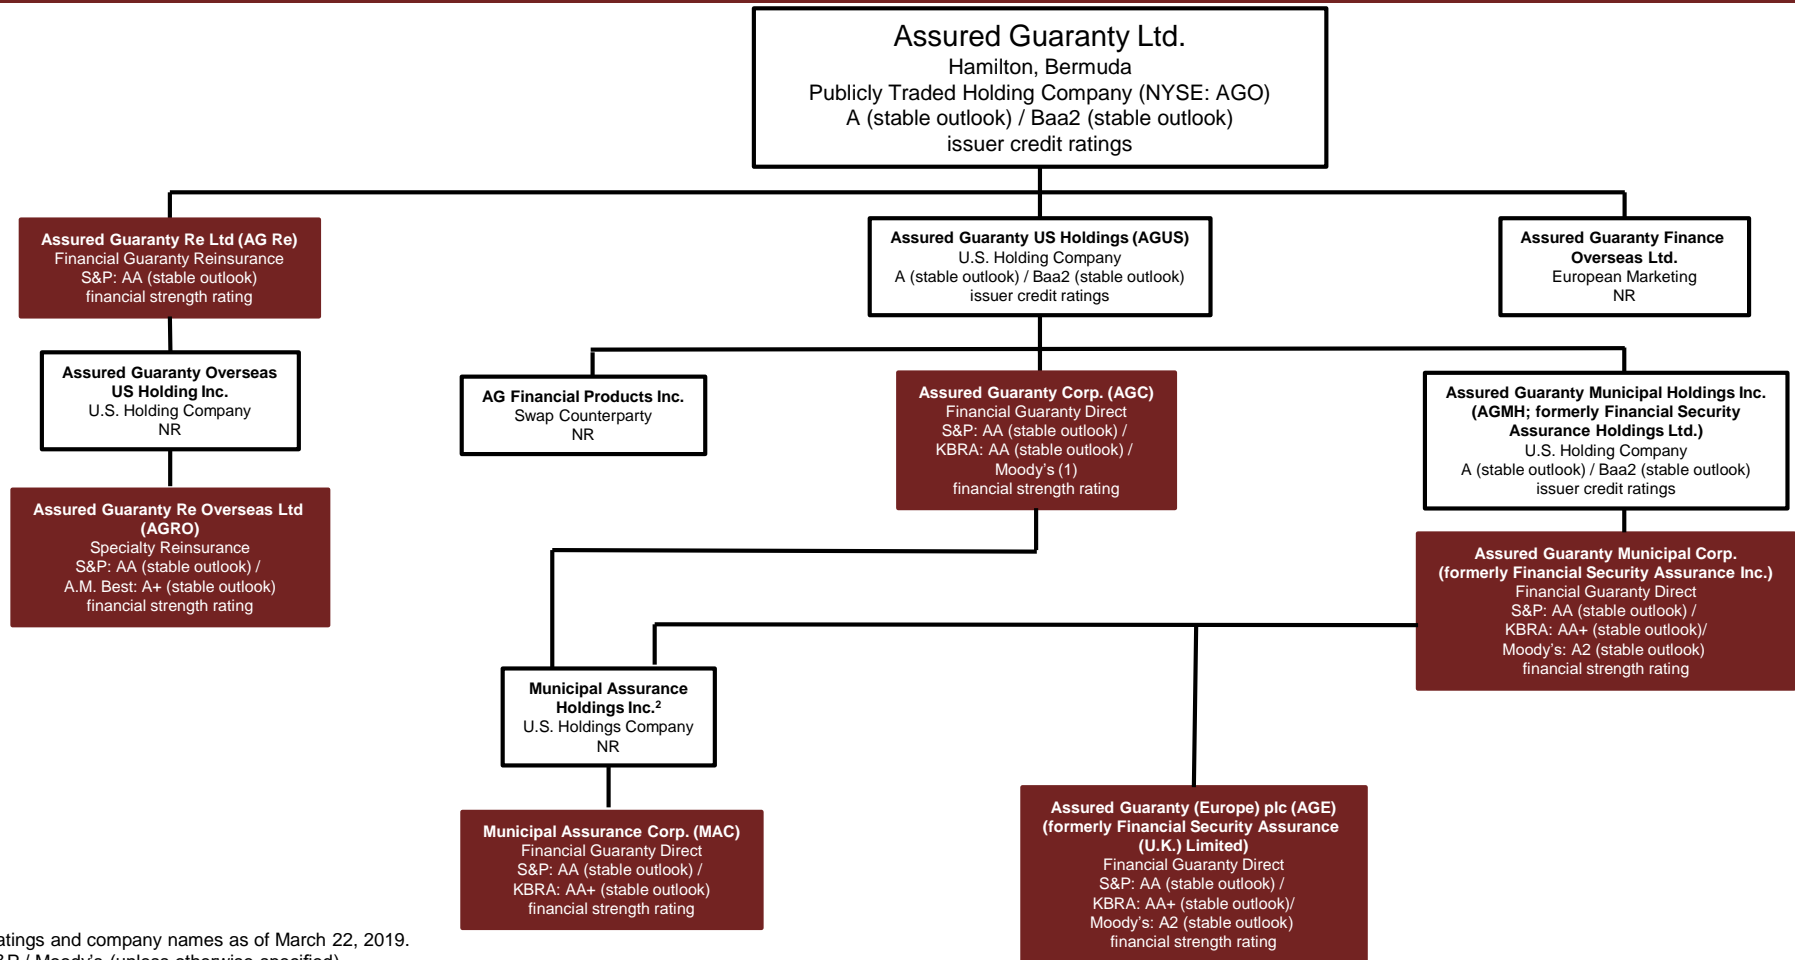 Assured Guaranty Ltd.
Hamilton, Bermuda
Publicly Traded Holding Company (NYSE: AGO)
A (stable outlook) / Baa2 (stable outlook)
issuer credit ratings
Assured Guaranty Re Ltd (AG Re)
Financial Guaranty Reinsurance
S&P: AA (stable outlook)
financial strength rating
Assured Guaranty US Holdings (AGUS)
U.S. Holding Company
A (stable outlook) / Baa2 (stable outlook)
issuer credit ratings
Assured Guaranty Finance
Overseas Ltd.
European Marketing
NR
Assured Guaranty Overseas
US Holding Inc.
U.S. Holding Company
NR
AG Financial Products Inc.
Swap Counterparty
NR
Assured Guaranty Corp. (AGC)
Financial Guaranty Direct
S&P: AA (stable outlook) /
KBRA: AA (stable outlook) /
Moody's (1)
financial strength rating
Assured Guaranty Municipal Holdings Inc.
(AGMH; formerly Financial Security
Assurance Holdings Ltd.)
U.S. Holding Company
A (stable outlook) / Baa2 (stable outlook)
issuer credit ratings
Assured Guaranty Re Overseas Ltd
(AGRO)
Specialty Reinsurance
S&P: AA (stable outlook) /
A.M. Best: A+ (stable outlook)
financial strength rating
Assured Guaranty Municipal Corp.
(formerly Financial Security Assurance Inc.)
Financial Guaranty Direct
S&P: AA (stable outlook) /
KBRA: AA+ (stable outlook)/
Moody's: A2 (stable outlook)
financial strength rating
Municipal Assurance
Holdings Inc.²
U.S. Holdings Company
NR
Municipal Assurance Corp. (MAC)
Financial Guaranty Direct
S&P: AA (stable outlook) /
KBRA: AA+ (stable outlook)
financial strength rating
Assured Guaranty (Europe) plc (AGE)
(formerly Financial Security Assurance
(U.K.) Limited)
Financial Guaranty Direct
S&P: AA (stable outlook) /
KBRA: AA+ (stable outlook)/
Moody's: A2 (stable outlook)
financial strength rating
atings and company names as of March 22, 2019.
&P / Moody's (unless otherwise specified)